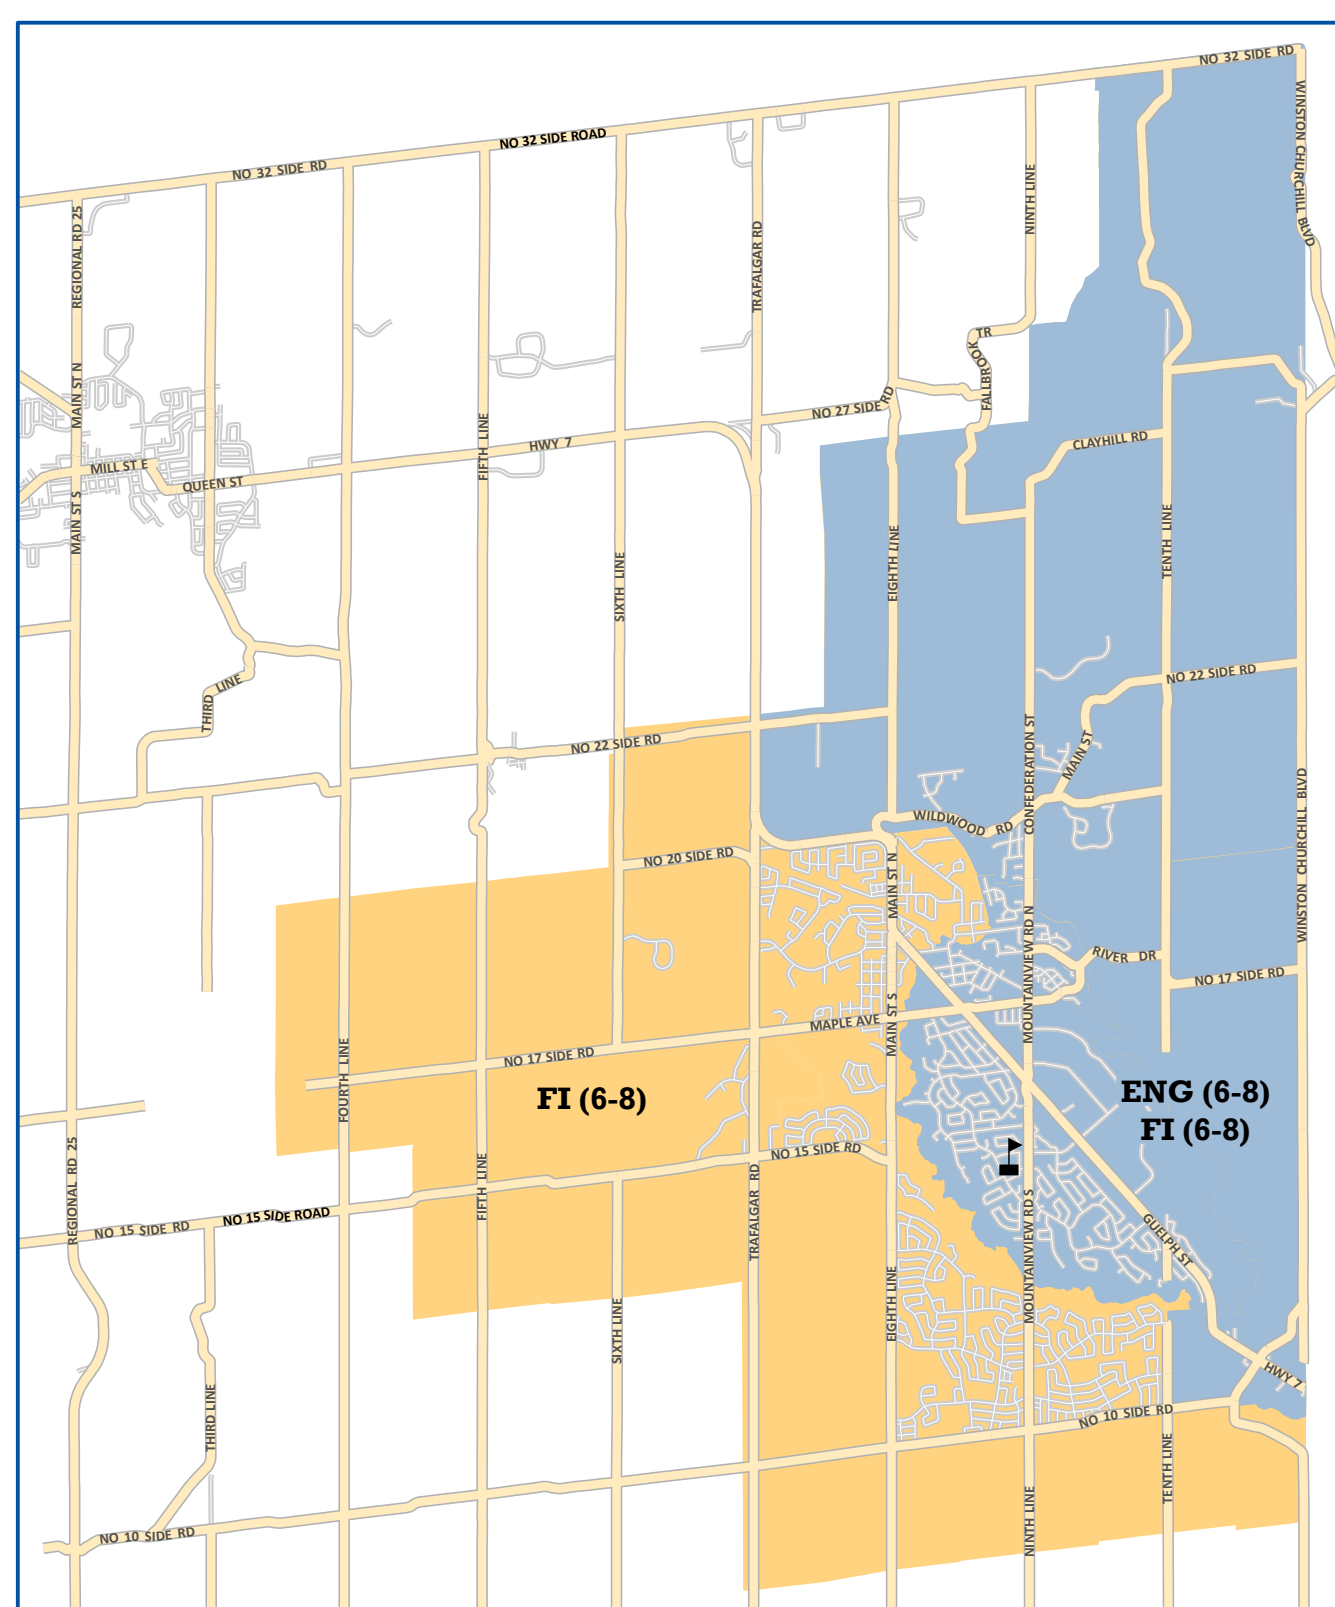 NO 32 SIDE RD
WINSTON CHURCHILL BLVD
NO 32 SIDE ROAD
NO 32 SIDE RD
NINTH LINE
REGIONAL RD 25
TRAFALGAR RD
FALLBROOK TR
MAIN ST N
NO 27 SIDE RD
FIFTH LINE
HWY 7
CLAYHILL RD
MILL ST E
QUEEN ST
MAIN ST S
EIGHTH LINE
TENTH LINE
SIXTH LINE
NO 22 SIDE RD
THIRD LINE
CONFEDERATION ST
MAIN ST
NO 22 SIDE RD
WILDWOOD RD
WINSTON CHURCHILL BLVD
NO 20 SIDE RD
MAIN ST N
MOUNTAINVIEW RD N
RIVER DR
NO 17 SIDE RD
MAPLE AVE
MAIN ST S
NO 17 SIDE RD
FOURTH LINE
FI (6-8)
ENG (6-8)
FI (6-8)
REGIONAL RD 25
NO 15 SIDE RD
FIFTH LINE
TRAFALGAR RD
MOUNTAINVIEW RD S
GUELPH ST
NO 15 SIDE RD
NO 15 SIDE ROAD
EIGHTH LINE
SIXTH LINE
HWY 7
THIRD LINE
NO 10 SIDE RD
TENTH LINE
NINTH LINE
NO 10 SIDE RD